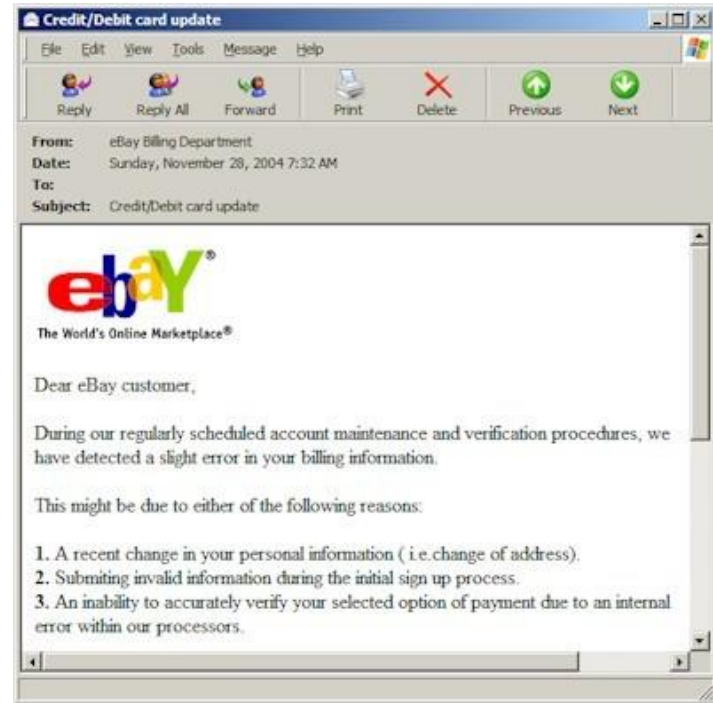 Credit/Debit card update
File Edit View Tools Message Help
Reply Reply All Forward Print Delete Previous Next
From: eBay Billing Department
Date: Sunday, November 28, 2004 7:32 AM
To:
Subject: Credit/Debit card update
ebaY®
The World's Online Marketplace®
Dear eBay customer,
During our regularly scheduled account maintenance and verification procedures, we
have detected a slight error in your billing information.
This might be due to either of the following reasons:
1. A recent change in your personal information ( i.e.change of address).
2. Submiting invalid information during the initial sign up process.
3. An inability to accurately verify your selected option of payment due to an internal
error within our processors.